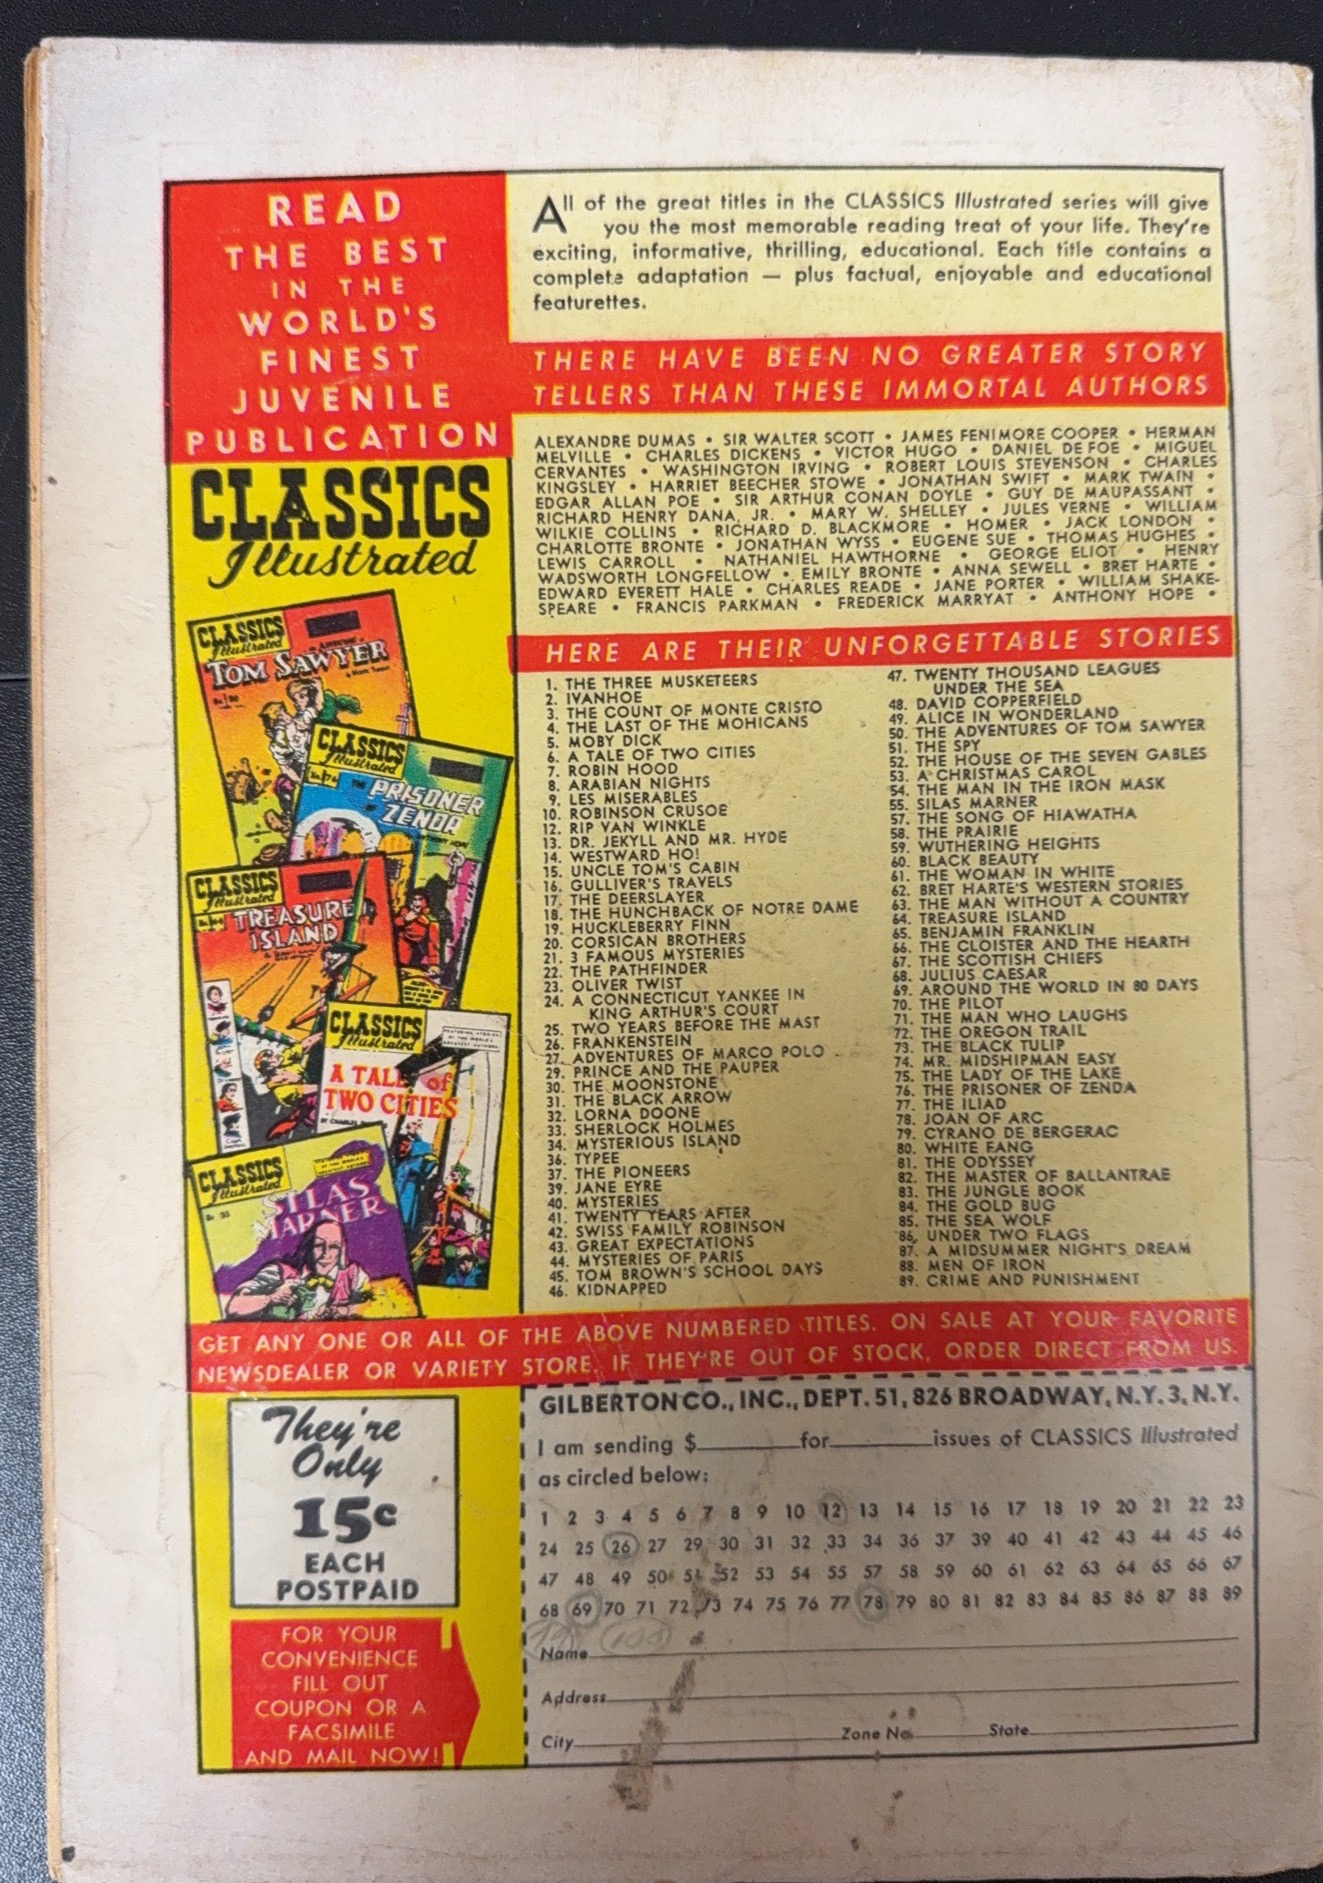 READ
THE BEST
IN THE
WORLD'S
FINEST
JUVENILE
PUBLICATION
CLASSICS
Illustrated
CLASSICS
Illustrated
TOM SAWYER
CLASSICS
Illustrated
No. 76
THE PRISONER
ZENDA
CLASSICS
Illustrated
TREASURE
ISLAND
CLASSICS
Illustrated
A TALE of
TWO CITIES
CLASSICS
Illustrated
No. 55
SILAS
MARNER
All of the great titles in the CLASSICS Illustrated series will give
you the most memorable reading treat of your life. They're
exciting, informative, thrilling, educational. Each title contains a
complete adaptation — plus factual, enjoyable and educational
featurettes.
THERE HAVE BEEN NO GREATER STORY
TELLERS THAN THESE IMMORTAL AUTHORS
ALEXANDRE DUMAS • SIR WALTER SCOTT • JAMES FENIMORE COOPER • HERMAN
MELVILLE • CHARLES DICKENS • VICTOR HUGO • DANIEL DE FOE • MIGUEL
CERVANTES • WASHINGTON IRVING • ROBERT LOUIS STEVENSON • CHARLES
KINGSLEY • HARRIET BEECHER STOWE • JONATHAN SWIFT • MARK TWAIN •
EDGAR ALLAN POE • SIR ARTHUR CONAN DOYLE • GUY DE MAUPASSANT •
RICHARD HENRY DANA, JR. • MARY W. SHELLEY • JULES VERNE • WILLIAM
WILKIE COLLINS • RICHARD D. BLACKMORE • HOMER • JACK LONDON •
CHARLOTTE BRONTE • JONATHAN WYSS • EUGENE SUE • THOMAS HUGHES •
LEWIS CARROLL • NATHANIEL HAWTHORNE • GEORGE ELIOT • HENRY
WADSWORTH LONGFELLOW • EMILY BRONTE • ANNA SEWELL • BRET HARTE •
EDWARD EVERETT HALE • CHARLES READE • JANE PORTER • WILLIAM SHAKE-
SPEARE • FRANCIS PARKMAN • FREDERICK MARRYAT • ANTHONY HOPE •
HERE ARE THEIR UNFORGETTABLE STORIES
1. THE THREE MUSKETEERS
2. IVANHOE
3. THE COUNT OF MONTE CRISTO
4. THE LAST OF THE MOHICANS
5. MOBY DICK
6. A TALE OF TWO CITIES
7. ROBIN HOOD
8. ARABIAN NIGHTS
9. LES MISERABLES
10. ROBINSON CRUSOE
12. RIP VAN WINKLE
13. DR. JEKYLL AND MR. HYDE
14. WESTWARD HO!
15. UNCLE TOM'S CABIN
16. GULLIVER'S TRAVELS
17. THE DEERSLAYER
18. THE HUNCHBACK OF NOTRE DAME
19. HUCKLEBERRY FINN
20. CORSICAN BROTHERS
21. 3 FAMOUS MYSTERIES
22. THE PATHFINDER
23. OLIVER TWIST
24. A CONNECTICUT YANKEE IN
KING ARTHUR'S COURT
25. TWO YEARS BEFORE THE MAST
26. FRANKENSTEIN
27. ADVENTURES OF MARCO POLO
29. PRINCE AND THE PAUPER
30. THE MOONSTONE
31. THE BLACK ARROW
32. LORNA DOONE
33. SHERLOCK HOLMES
34. MYSTERIOUS ISLAND
36. TYPEE
37. THE PIONEERS
39. JANE EYRE
40. MYSTERIES
41. TWENTY YEARS AFTER
42. SWISS FAMILY ROBINSON
43. GREAT EXPECTATIONS
44. MYSTERIES OF PARIS
45. TOM BROWN'S SCHOOL DAYS
46. KIDNAPPED
47. TWENTY THOUSAND LEAGUES
UNDER THE SEA
48. DAVID COPPERFIELD
49. ALICE IN WONDERLAND
50. THE ADVENTURES OF TOM SAWYER
51. THE SPY
52. THE HOUSE OF THE SEVEN GABLES
53. A CHRISTMAS CAROL
54. THE MAN IN THE IRON MASK
55. SILAS MARNER
57. THE SONG OF HIAWATHA
58. THE PRAIRIE
59. WUTHERING HEIGHTS
60. BLACK BEAUTY
61. THE WOMAN IN WHITE
62. BRET HARTE'S WESTERN STORIES
63. THE MAN WITHOUT A COUNTRY
64. TREASURE ISLAND
65. BENJAMIN FRANKLIN
66. THE CLOISTER AND THE HEARTH
67. THE SCOTTISH CHIEFS
68. JULIUS CAESAR
69. AROUND THE WORLD IN 80 DAYS
70. THE PILOT
71. THE MAN WHO LAUGHS
72. THE OREGON TRAIL
73. THE BLACK TULIP
74. MR. MIDSHIPMAN EASY
75. THE LADY OF THE LAKE
76. THE PRISONER OF ZENDA
77. THE ILIAD
78. JOAN OF ARC
79. CYRANO DE BERGERAC
80. WHITE FANG
81. THE ODYSSEY
82. THE MASTER OF BALLANTRAE
83. THE JUNGLE BOOK
84. THE GOLD BUG
85. THE SEA WOLF
86. UNDER TWO FLAGS
87. A MIDSUMMER NIGHT'S DREAM
88. MEN OF IRON
89. CRIME AND PUNISHMENT
GET ANY ONE OR ALL OF THE ABOVE NUMBERED TITLES. ON SALE AT YOUR FAVORITE
NEWSDEALER OR VARIETY STORE. IF THEY'RE OUT OF STOCK, ORDER DIRECT FROM US.
They're
Only
15c
EACH
POSTPAID
FOR YOUR
CONVENIENCE
FILL OUT
COUPON OR A
FACSIMILE
AND MAIL NOW!
GILBERTON CO., INC., DEPT. 51, 826 BROADWAY, N.Y. 3, N.Y.
I am sending $ for issues of CLASSICS Illustrated
as circled below:
1 2 3 4 5 6 7 8 9 10 12 13 14 15 16 17 18 19 20 21 22 23
24 25 26 27 29 30 31 32 33 34 36 37 39 40 41 42 43 44 45 46
47 48 49 50 51 52 53 54 55 57 58 59 60 61 62 63 64 65 66 67
68 69 70 71 72 73 74 75 76 77 78 79 80 81 82 83 84 85 86 87 88 89
Name
Address
City Zone No. State